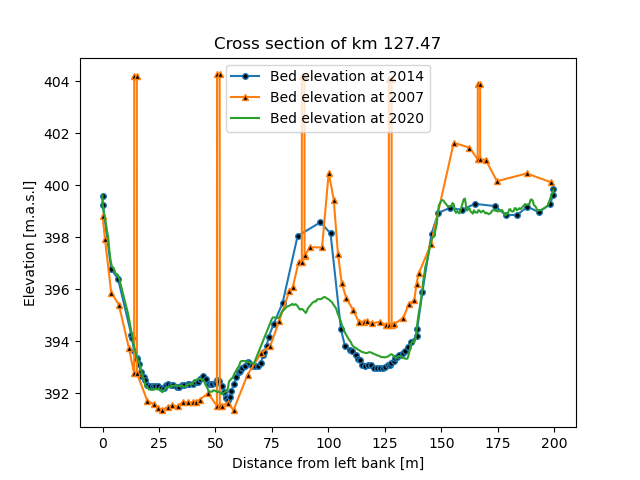 Cross section of km 127.47
Bed elevation at 2014
Bed elevation at 2007
Bed elevation at 2020
Elevation [m.a.s.l]
404
402
400
398
396
394
392
0 25 50 75 100 125 150 175 200
Distance from left bank [m]